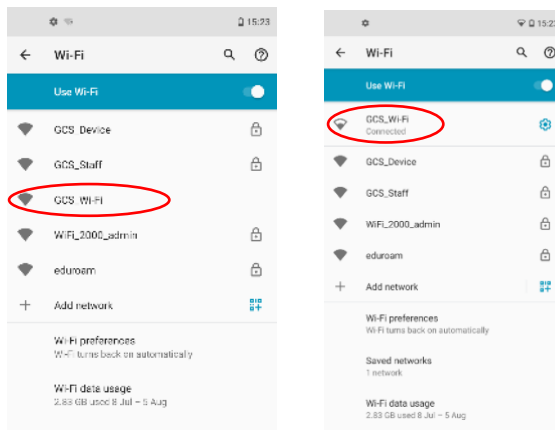 15:23
Wi-Fi
Use Wi-Fi
GCS_Device
GCS_Staff
GCS_Wi-Fi
WiFi_2000_admin
eduroam
Add network
Wi-Fi preferences
Wi-Fi turns back on automatically
Wi-Fi data usage
2.83 GB used 8 Jul – 5 Aug
15:23
Wi-Fi
Use Wi-Fi
GCS_Wi-Fi
Connected
GCS_Device
GCS_Staff
WiFi_2000_admin
eduroam
Add network
Wi-Fi preferences
Wi-Fi turns back on automatically
Saved networks
1 network
Wi-Fi data usage
2.83 GB used 8 Jul – 5 Aug